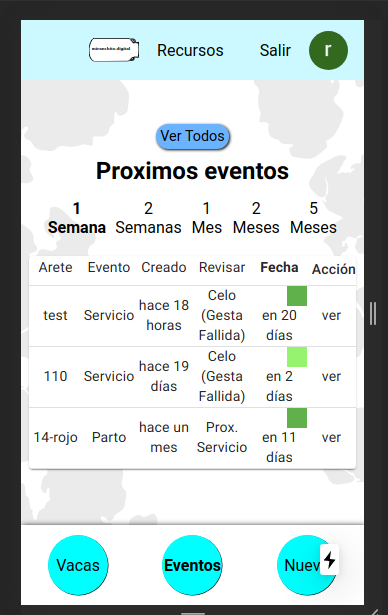 miranchito.digital Recursos Salir r
Ver Todos
Proximos eventos
1 2 1 2 5
Semana Semanas Mes Meses Meses
Arete Evento Creado Revisar Fecha Acción
test Servicio hace 18 horas Celo (Gesta Fallida) en 20 días ver
110 Servicio hace 19 días Celo (Gesta Fallida) en 2 días ver
14-rojo Parto hace un mes Prox. Servicio en 11 días ver
Vacas Eventos Nuev